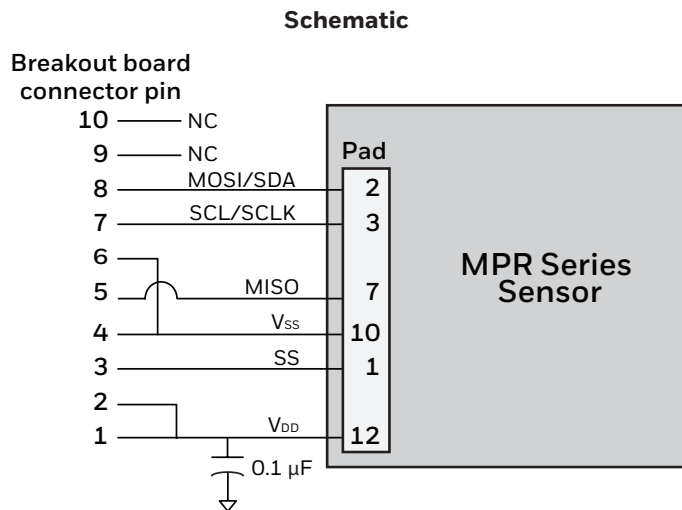 Schematic
Breakout board
connector pin
10 NC
9 NC
Pad
8 MOSI/SDA 2
7 SCL/SCLK 3
6
5 MISO 7
4 VSS 10
3 SS 1
2
1 VDD 12
0.1 µF
MPR Series
Sensor